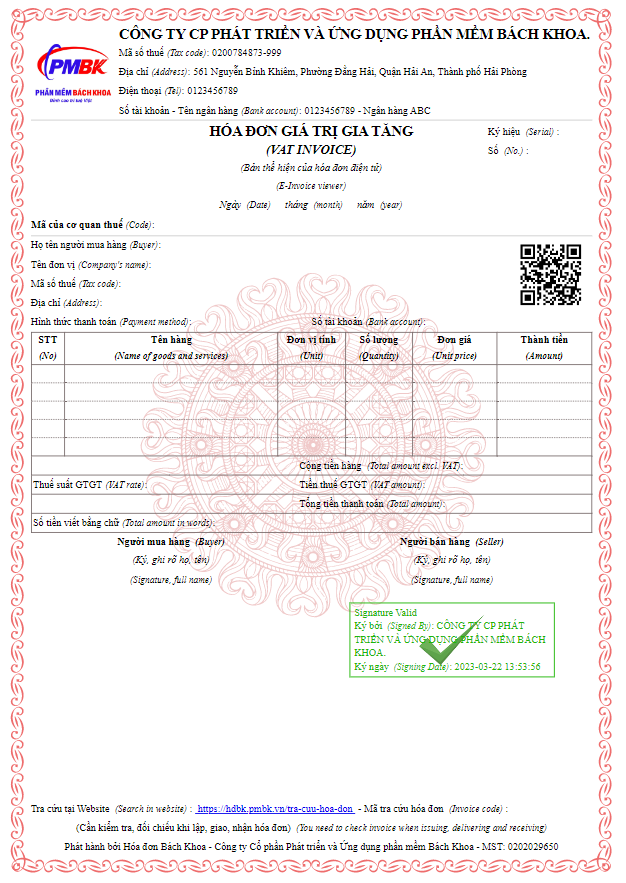 CÔNG TY CP PHÁT TRIỂN VÀ ỨNG DỤNG PHẦN MỀM BÁCH KHOA.
PMBK
PHẦN MỀM BÁCH KHOA
Đỉnh cao trí tuệ Việt
Mã số thuế (Tax code): 0200784873-999
Địa chỉ (Address): 561 Nguyễn Bỉnh Khiêm, Phường Đằng Hải, Quận Hải An, Thành phố Hải Phòng
Điện thoại (Tel): 0123456789
Số tài khoản - Tên ngân hàng (Bank account): 0123456789 - Ngân hàng ABC
HÓA ĐƠN GIÁ TRỊ GIA TĂNG
(VAT INVOICE)
(Bản thể hiện của hóa đơn điện tử)
(E-Invoice viewer)
Ngày (Date) tháng (month) năm (year)
Ký hiệu (Serial) :
Số (No.) :
Mã của cơ quan thuế (Code):
Họ tên người mua hàng (Buyer):
Tên đơn vị (Company's name):
Mã số thuế (Tax code):
Địa chỉ (Address):
Hình thức thanh toán (Payment method): Số tài khoản (Bank account):
STT Tên hàng Đơn vị tính Số lượng Đơn giá Thành tiền
(No) (Name of goods and services) (Unit) (Quantity) (Unit price) (Amount)
Cộng tiền hàng (Total amount excl. VAT):
Thuế suất GTGT (VAT rate): Tiền thuế GTGT (VAT amount):
Tổng tiền thanh toán (Total amount):
Số tiền viết bằng chữ (Total amount in words):
Người mua hàng (Buyer) Người bán hàng (Seller)
(Ký, ghi rõ họ, tên) (Ký, ghi rõ họ, tên)
(Signature, full name) (Signature, full name)
Signature Valid
Ký bởi (Signed By): CÔNG TY CP PHÁT
TRIỂN VÀ ỨNG DỤNG PHẦN MỀM BÁCH
KHOA.
Ký ngày (Signing Date): 2023-03-22 13:53:56
Tra cứu tại Website (Search in website) : https://hdbk.pmbk.vn/tra-cuu-hoa-don - Mã tra cứu hóa đơn (Invoice code) :
(Cần kiểm tra, đối chiếu khi lập, giao, nhận hóa đơn) (You need to check invoice when issuing, delivering and receiving)
Phát hành bởi Hóa đơn Bách Khoa - Công ty Cổ phần Phát triển và Ứng dụng phần mềm Bách Khoa - MST: 0202029650